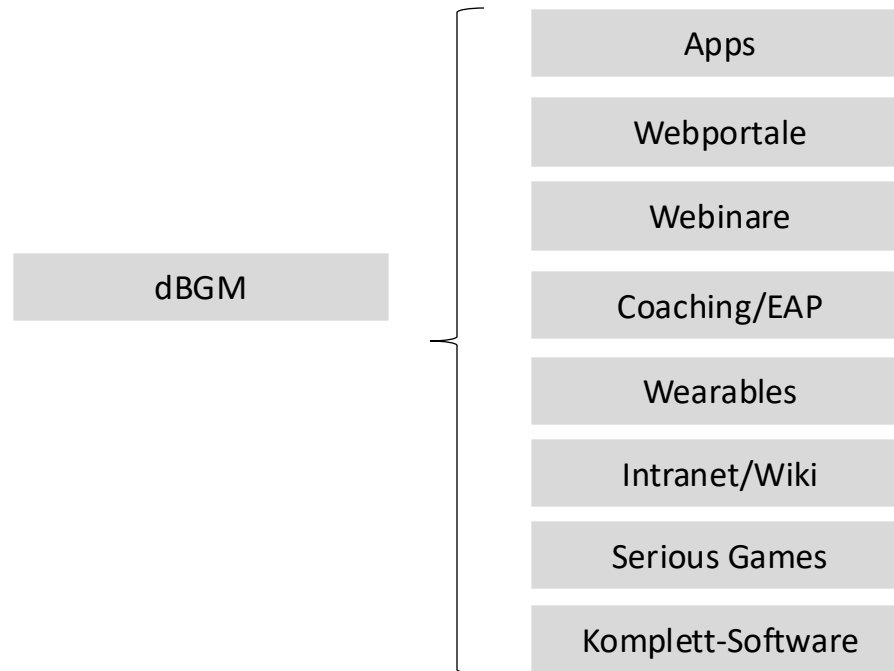 dBGM
Apps
Webportale
Webinare
Coaching/EAP
Wearables
Intranet/Wiki
Serious Games
Komplett-Software